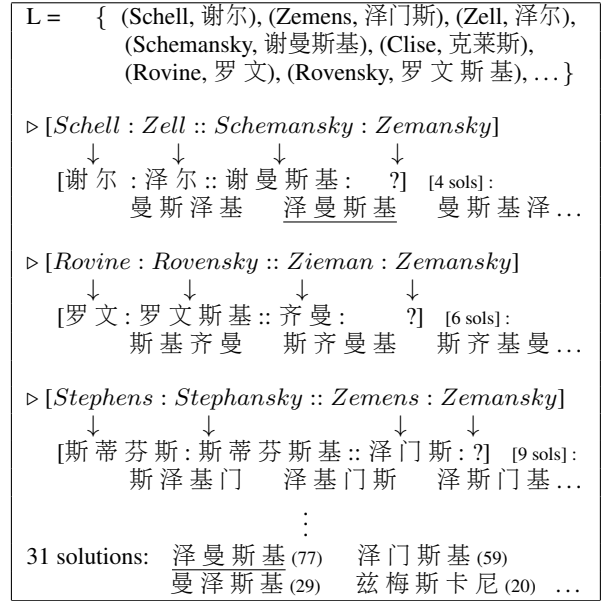 L = { (Schell, 谢尔), (Zemens, 泽门斯), (Zell, 泽尔),
(Schemansky, 谢曼斯基), (Clise, 克莱斯),
(Rovine, 罗 文), (Rovensky, 罗 文 斯 基), … }
▷ [Schell : Zell :: Schemansky : Zemansky]
↓ ↓ ↓ ↓
[谢 尔 : 泽 尔 :: 谢 曼 斯 基 : ?] [4 sols] :
曼 斯 泽 基 泽 曼 斯 基 曼 斯 基 泽 …
▷ [Rovine : Rovensky :: Zieman : Zemansky]
↓ ↓ ↓ ↓
[罗 文 : 罗 文 斯 基 :: 齐 曼 : ?] [6 sols] :
斯 基 齐 曼 斯 齐 曼 基 斯 齐 基 曼 …
▷ [Stephens : Stephansky :: Zemens : Zemansky]
↓ ↓ ↓ ↓
[斯 蒂 芬 斯 : 斯 蒂 芬 斯 基 :: 泽 门 斯 : ?] [9 sols] :
斯 泽 基 门 泽 基 门 斯 泽 斯 门 基 …
⋮
31 solutions: 泽 曼 斯 基 (77) 泽 门 斯 基 (59)
曼 泽 斯 基 (29) 兹 梅 斯 卡 尼 (20) …